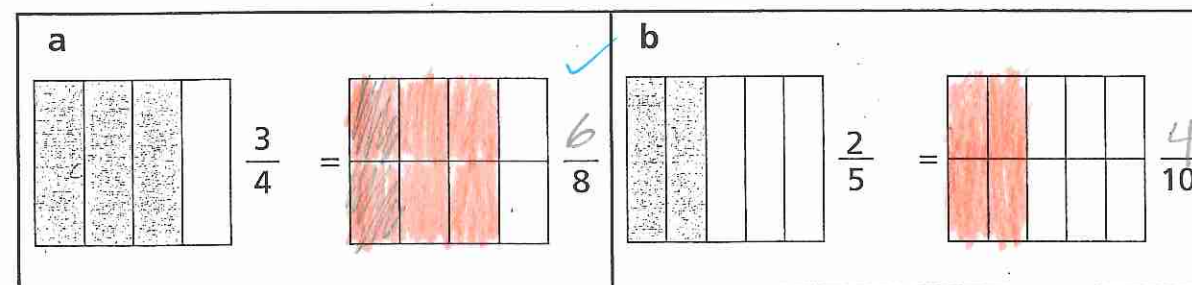 a
b
3/4 = 6/8
2/5 = 4/10